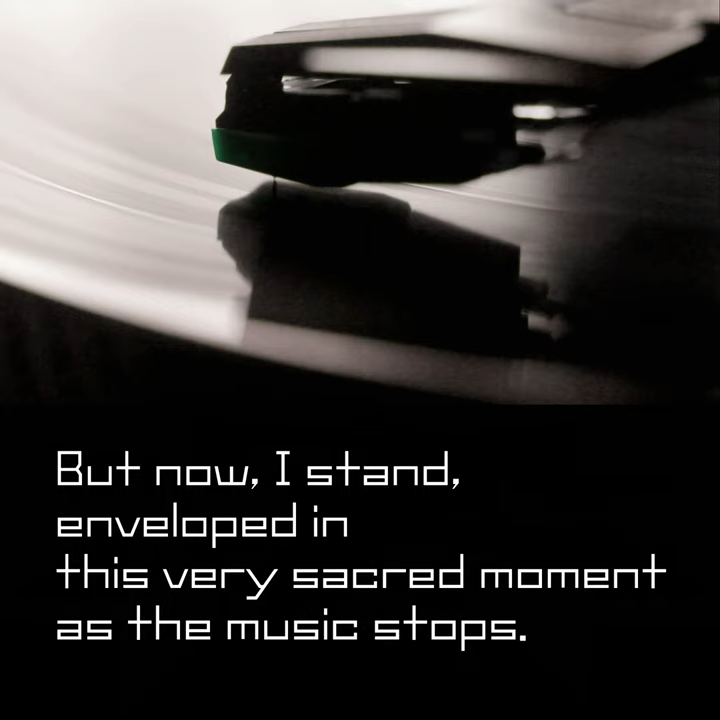 But now, I stand,
enveloped in
this very sacred moment
as the music stops.